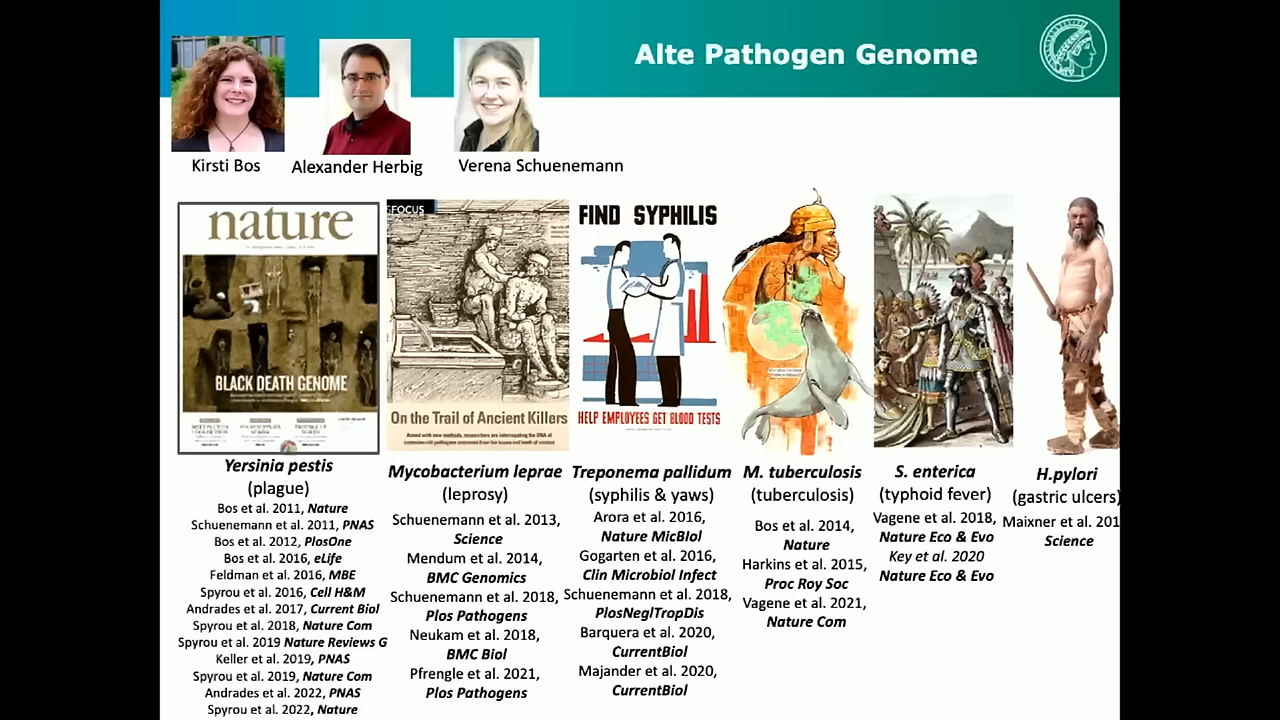 Alte Pathogen Genome
Kirsti Bos
Alexander Herbig
Verena Schuenemann
nature
BLACK DEATH GENOME
FOCUS
On the Trail of Ancient Killers
FIND SYPHILIS
HELP EMPLOYEES GET BLOOD TESTS
Yersinia pestis
(plague)
Bos et al. 2011, Nature
Schuenemann et al. 2011, PNAS
Bos et al. 2012, PlosOne
Bos et al. 2016, eLife
Feldman et al. 2016, MBE
Spyrou et al. 2016, Cell H&M
Andrades et al. 2017, Current Biol
Spyrou et al. 2018, Nature Com
Spyrou et al. 2019 Nature Reviews G
Keller et al. 2019, PNAS
Spyrou et al. 2019, Nature Com
Andrades et al. 2022, PNAS
Spyrou et al. 2022, Nature
Mycobacterium leprae
(leprosy)
Schuenemann et al. 2013,
Science
Mendum et al. 2014,
BMC Genomics
Schuenemann et al. 2018,
Plos Pathogens
Neukam et al. 2018,
BMC Biol
Pfrengle et al. 2021,
Plos Pathogens
Treponema pallidum
(syphilis & yaws)
Arora et al. 2016,
Nature MicBIol
Gogarten et al. 2016,
Clin Microbiol Infect
Schuenemann et al. 2018,
PlosNeglTropDis
Barquera et al. 2020,
CurrentBiol
Majander et al. 2020,
CurrentBiol
M. tuberculosis
(tuberculosis)
Bos et al. 2014,
Nature
Harkins et al. 2015,
Proc Roy Soc
Vagene et al. 2021,
Nature Com
S. enterica
(typhoid fever)
Vagene et al. 2018,
Nature Eco & Evo
Key et al. 2020
Nature Eco & Evo
H.pylori
(gastric ulcers)
Maixner et al. 201
Science